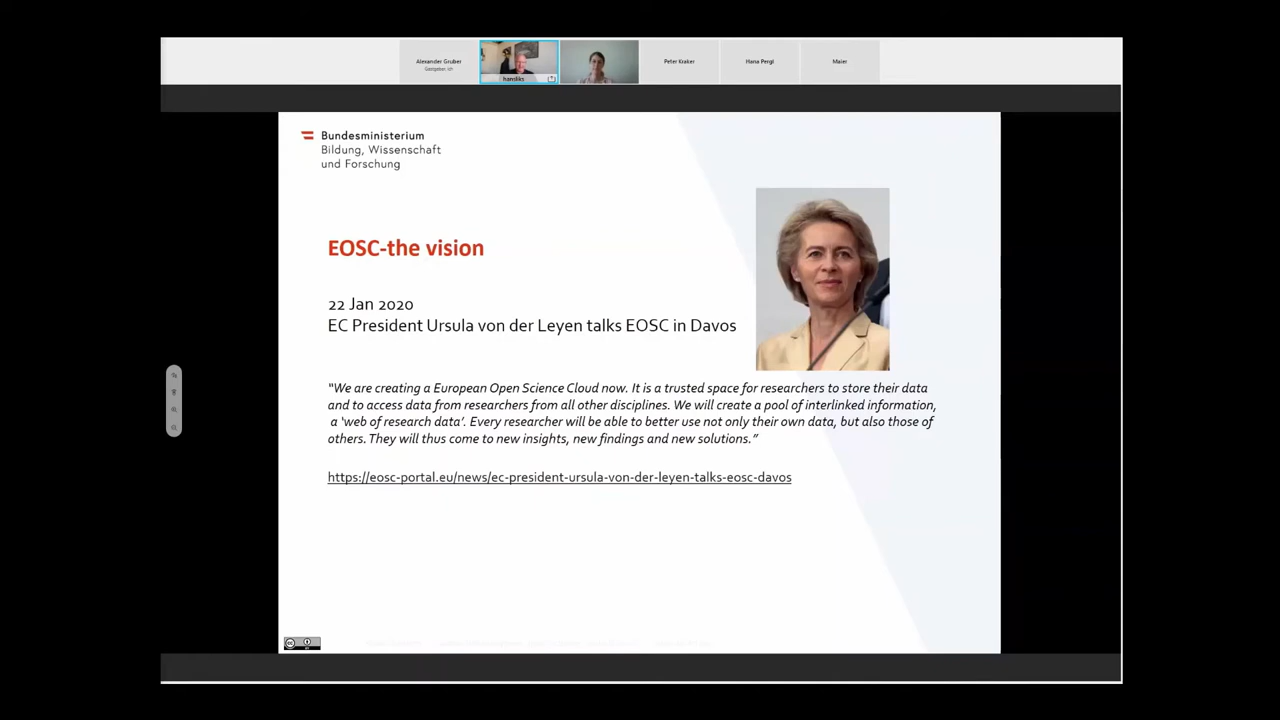 Alexander Gruber
Gastgeber, ich
handiks
Peter Kraker
Hana Pergl
Maier
Bundesministerium
Bildung, Wissenschaft
und Forschung
EOSC-the vision
22 Jan 2020
EC President Ursula von der Leyen talks EOSC in Davos
“We are creating a European Open Science Cloud now. It is a trusted space for researchers to store their data
and to access data from researchers from all other disciplines. We will create a pool of interlinked information,
a ‘web of research data’. Every researcher will be able to better use not only their own data, but also those of
others. They will thus come to new insights, new findings and new solutions.”
https://eosc-portal.eu/news/ec-president-ursula-von-der-leyen-talks-eosc-davos
cc
BY